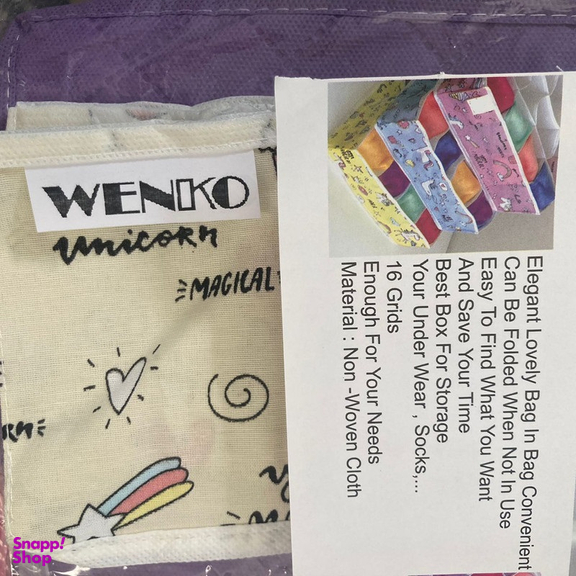 WENKO
unicorn
MAGICAL
Elegant Lovely Bag In Bag Convenient
Can Be Folded When Not In Use
Easy To Find What You Want
And Save Your Time
Best Box For Storage
Your Under Wear , Socks,...
16 Grids
Enough For Your Needs
Material : Non -Woven Cloth
Snapp!
Shop.